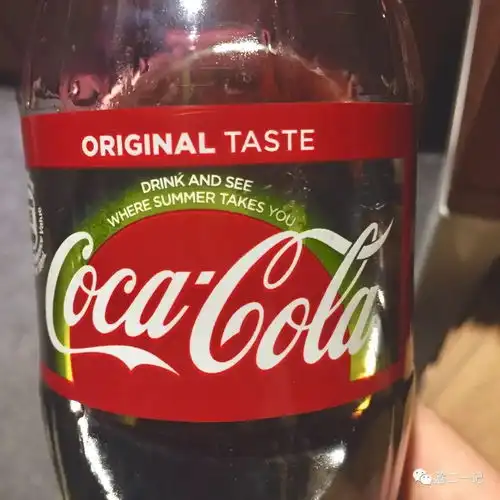 ORIGINAL TASTE
DRINK AND SEE
WHERE SUMMER TAKES YOU
Coca-Cola